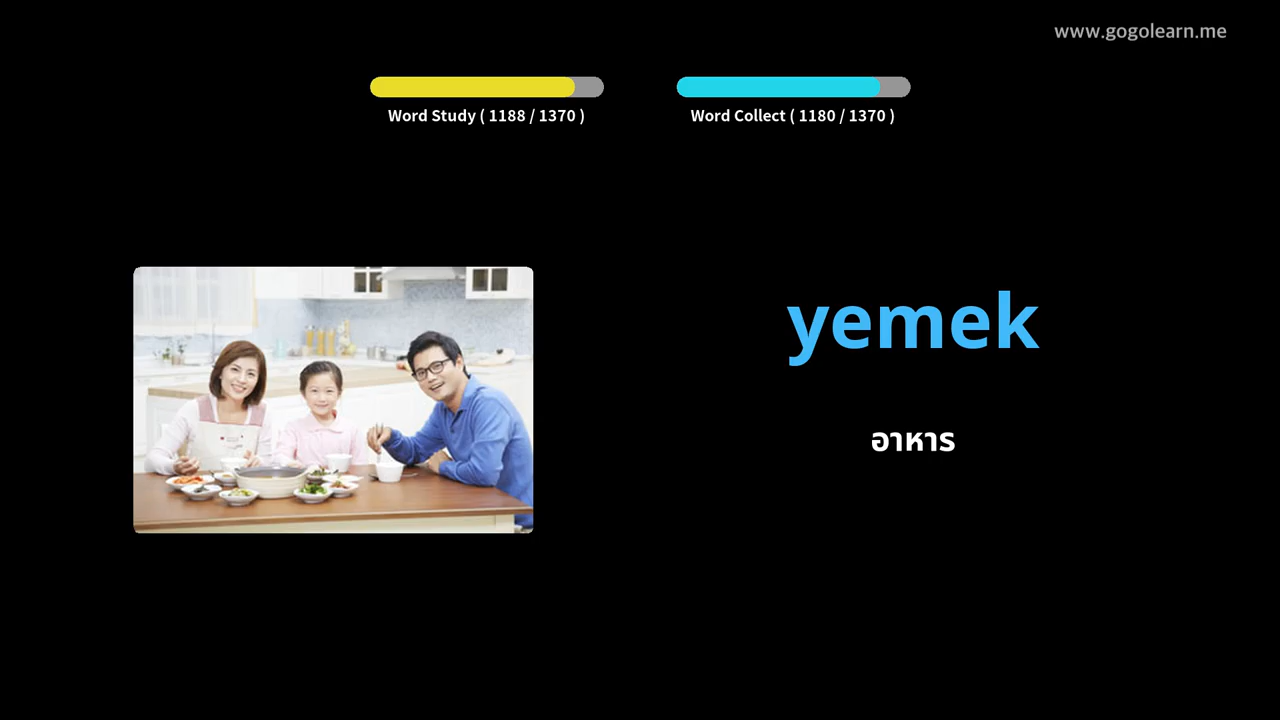 www.gogolearn.me
Word Study ( 1188 / 1370 )
Word Collect ( 1180 / 1370 )
yemek
อาหาร